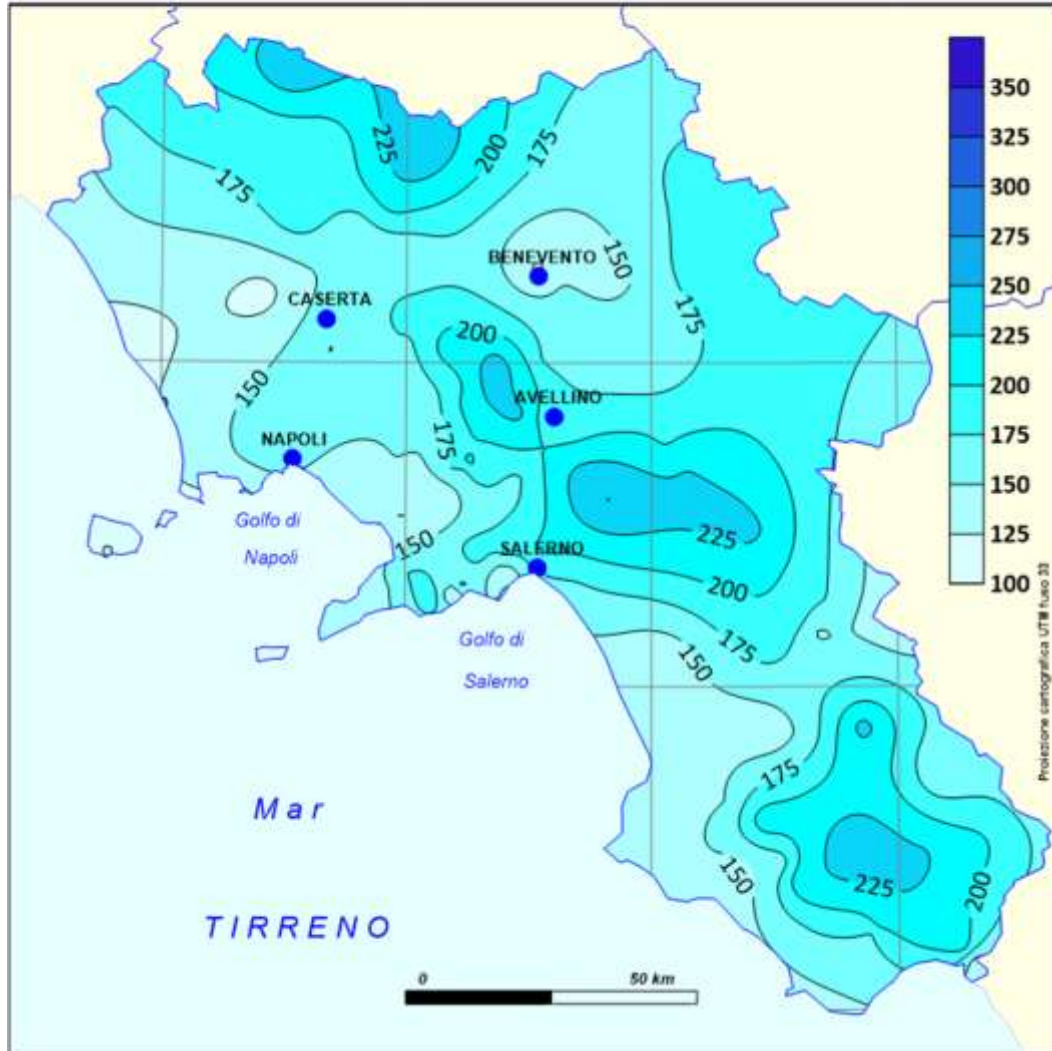 350
325
300
275
250
225
200
175
150
125
100
225
200
175
175
BENEVENTO
150
CASERTA
175
200
150
AVELLINO
175
NAPOLI
Golfo di
Napoli
150
225
SALERNO
200
175
Golfo di
Salerno
150
175
Mar
150
225
200
TIRRENO
0
50 km
Proiezione cartografica UTM fuso 33